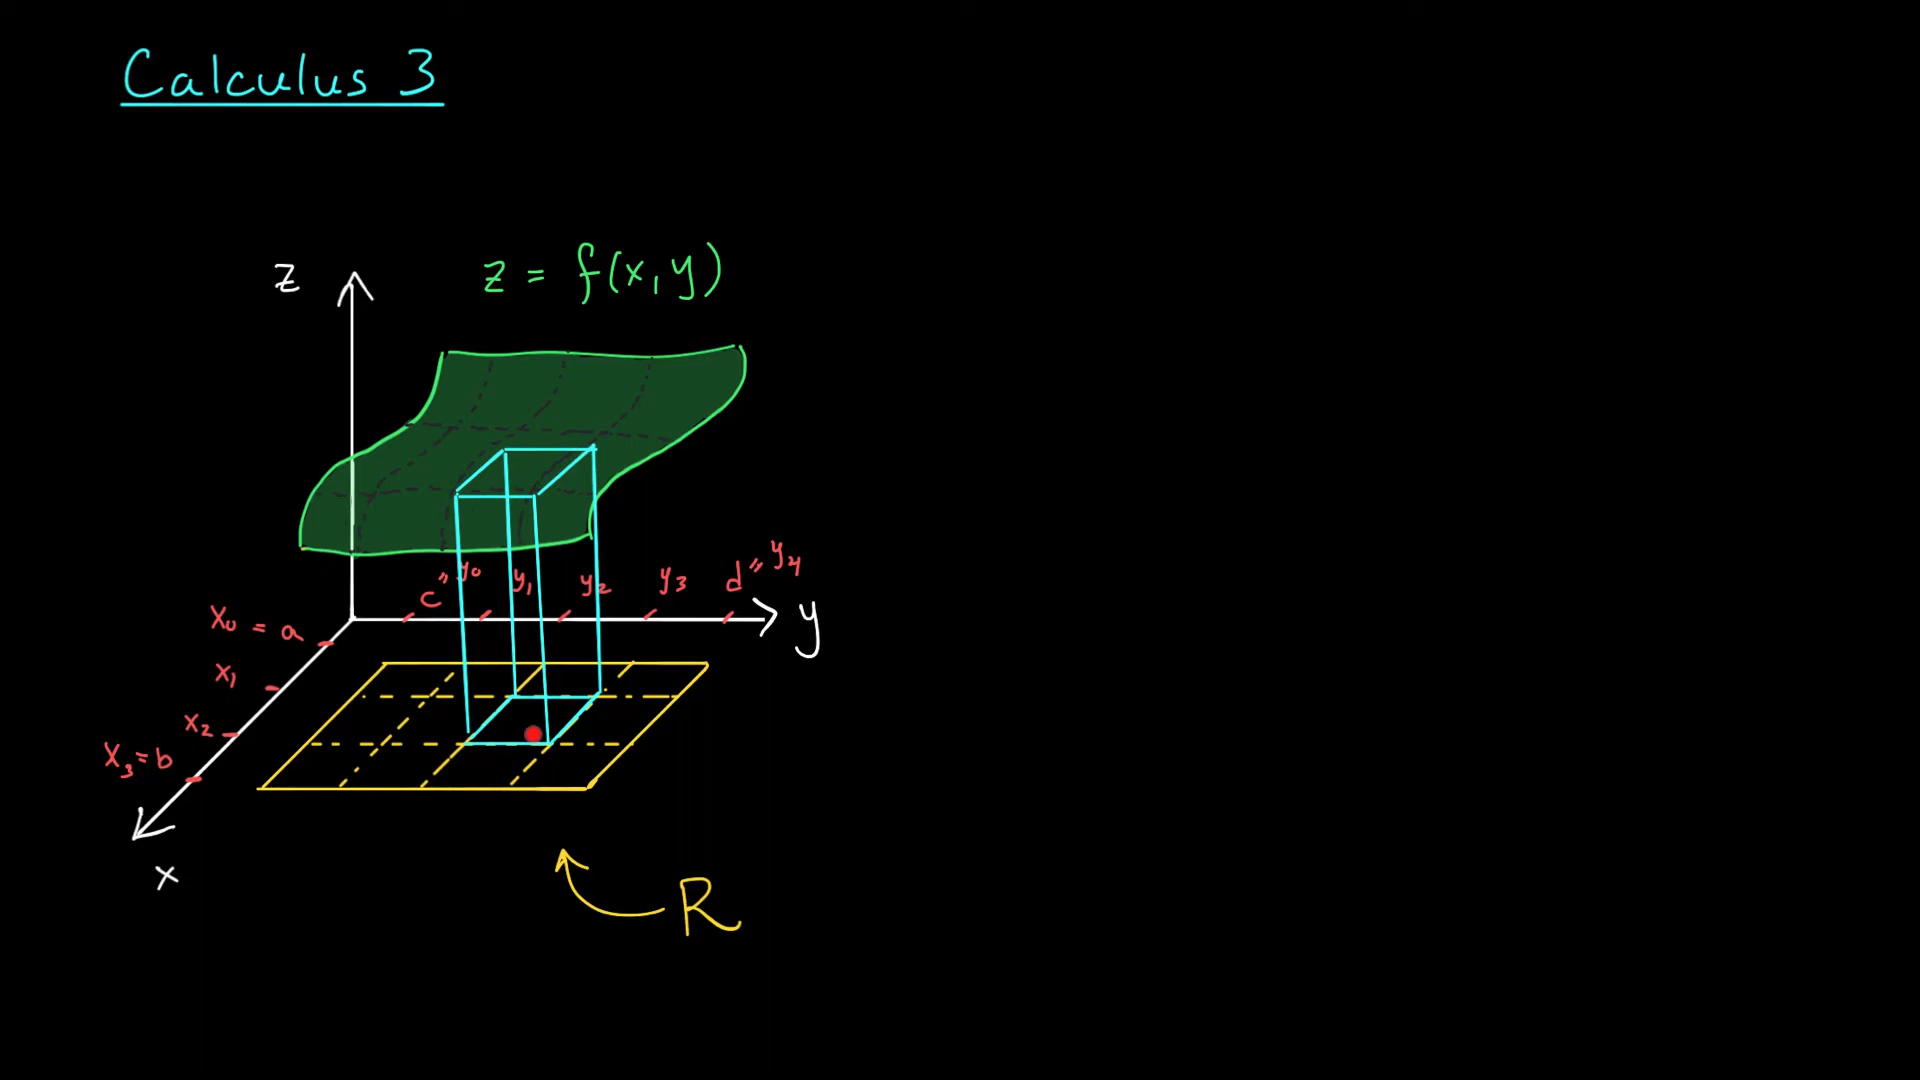 Calculus 3
z
z = f(x,y)
c = y₀ y₁ y₂ y₃ d = y₄
y
x₀ = a
x₁
x₂
x₃ = b
x
R